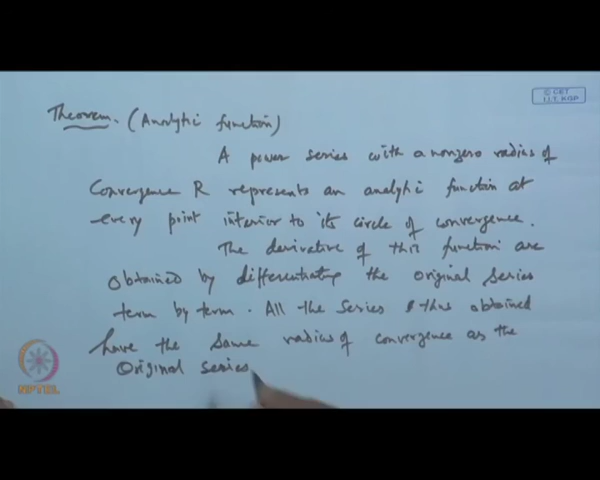 © CET
I.I.T. KGP
Theorem. (Analytic function)
A power series with a nonzero radius of
Convergence R represents an analytic function at
every point interior to its circle of convergence.
The derivative of this function are
obtained by differentiating the original series
term by term. All the series thus obtained
have the same radius of convergence as the
Original series
NPTEL